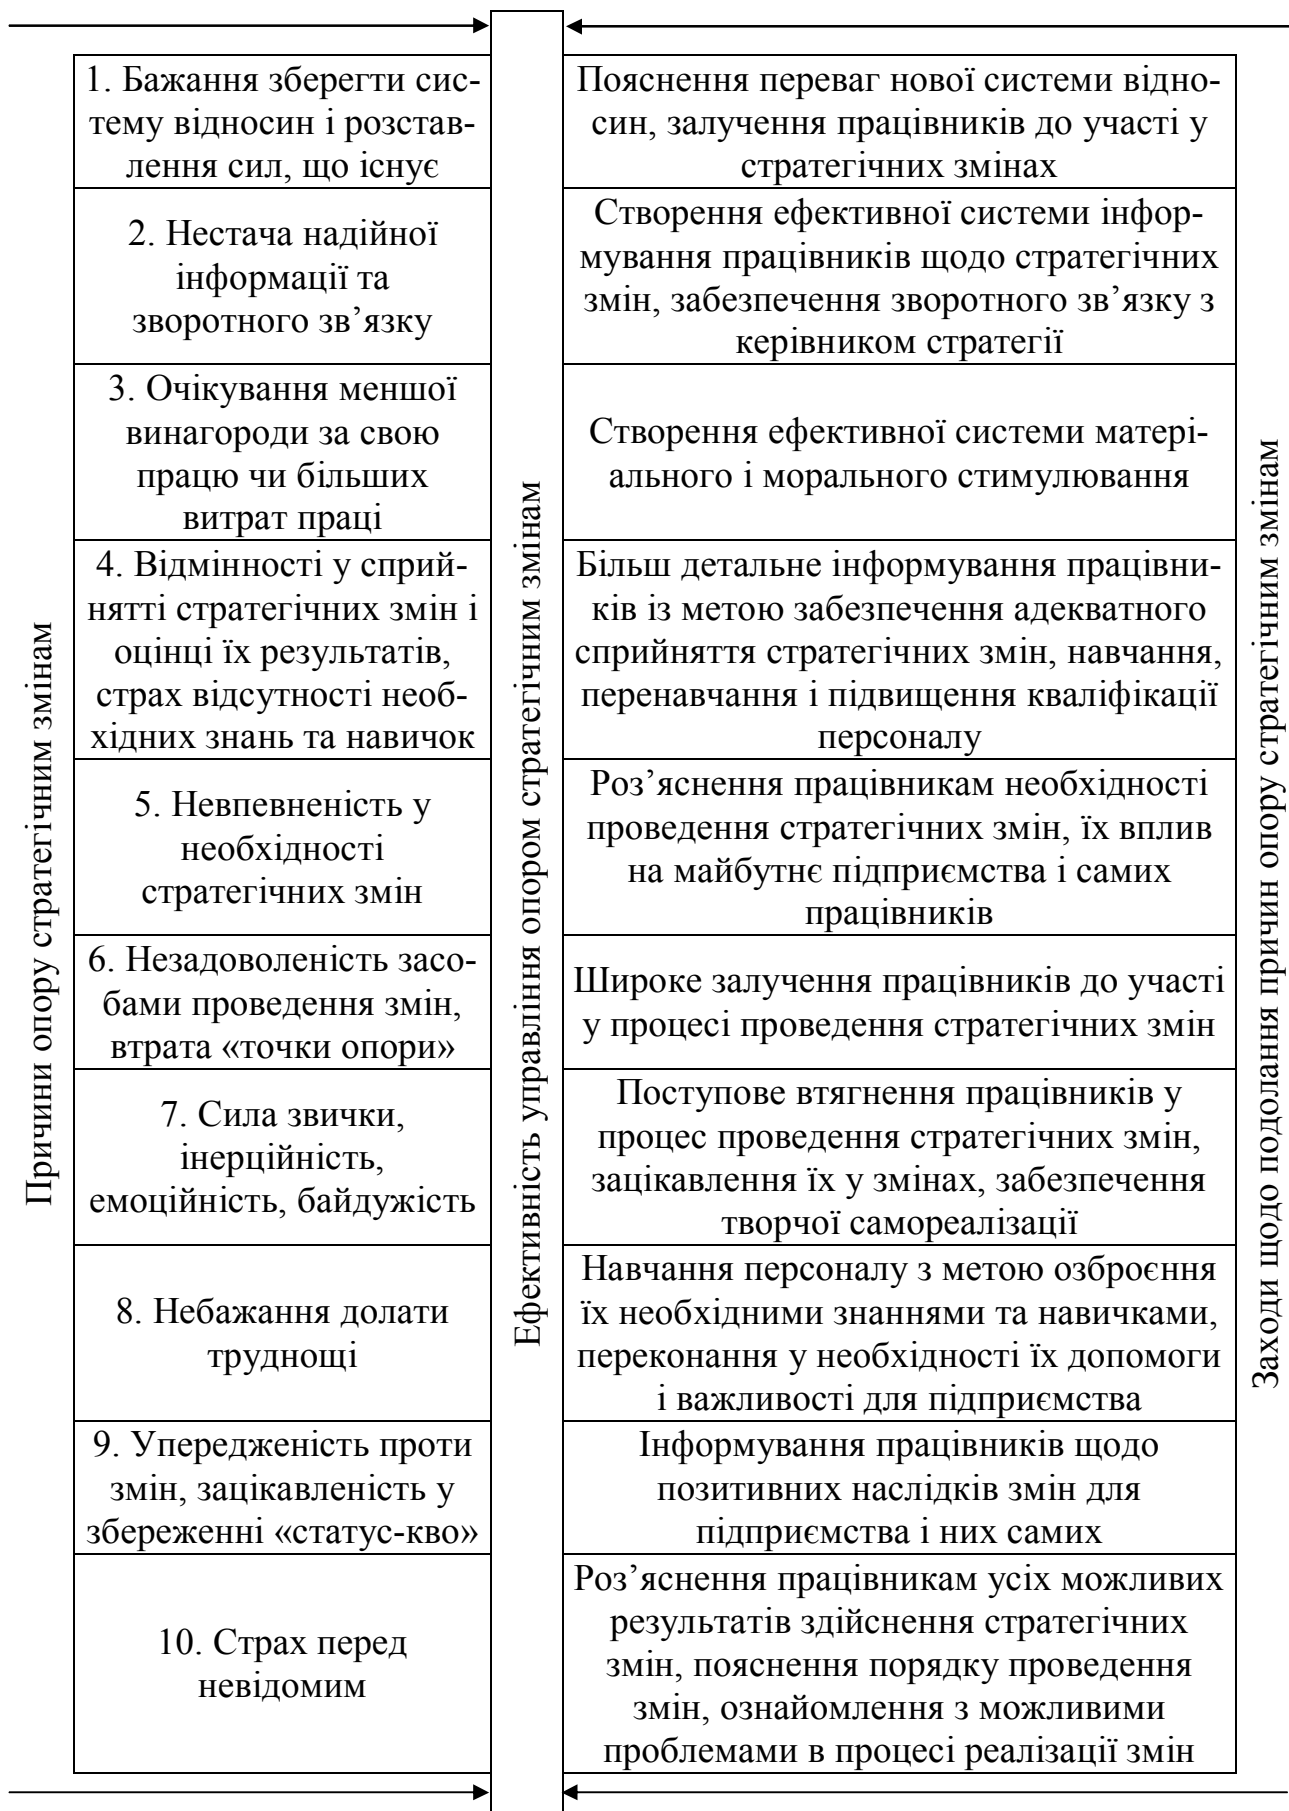 Причини опору стратегічним змінам
1. Бажання зберегти сис-
тему відносин і розстав-
лення сил, що існує
2. Нестача надійної
інформації та
зворотного зв’язку
3. Очікування меншої
винагороди за свою
працю чи більших
витрат праці
4. Відмінності у сприй-
нятті стратегічних змін і
оцінці їх результатів,
страх відсутності необ-
хідних знань та навичок
5. Невпевненість у
необхідності
стратегічних змін
6. Незадоволеність засо-
бами проведення змін,
втрата «точки опори»
7. Сила звички,
інерційність,
емоційність, байдужість
8. Небажання долати
труднощі
9. Упередженість проти
змін, зацікавленість у
збереженні «статус-кво»
10. Страх перед
невідомим
Ефективність управління опором стратегічним змінам
Пояснення переваг нової системи відно-
син, залучення працівників до участі у
стратегічних змінах
Створення ефективної системи інфор-
мування працівників щодо стратегічних
змін, забезпечення зворотного зв’язку з
керівником стратегії
Створення ефективної системи матері-
ального і морального стимулювання
Більш детальне інформування працівни-
ків із метою забезпечення адекватного
сприйняття стратегічних змін, навчання,
перенавчання і підвищення кваліфікації
персоналу
Роз’яснення працівникам необхідності
проведення стратегічних змін, їх вплив
на майбутнє підприємства і самих
працівників
Широке залучення працівників до участі
у процесі проведення стратегічних змін
Поступове втягнення працівників у
процес проведення стратегічних змін,
зацікавлення їх у змінах, забезпечення
творчої самореалізації
Навчання персоналу з метою озброєння
їх необхідними знаннями та навичками,
переконання у необхідності їх допомоги
і важливості для підприємства
Інформування працівників щодо
позитивних наслідків змін для
підприємства і них самих
Роз’яснення працівникам усіх можливих
результатів здійснення стратегічних
змін, пояснення порядку проведення
змін, ознайомлення з можливими
проблемами в процесі реалізації змін
Заходи щодо подолання причин опору стратегічним змінам